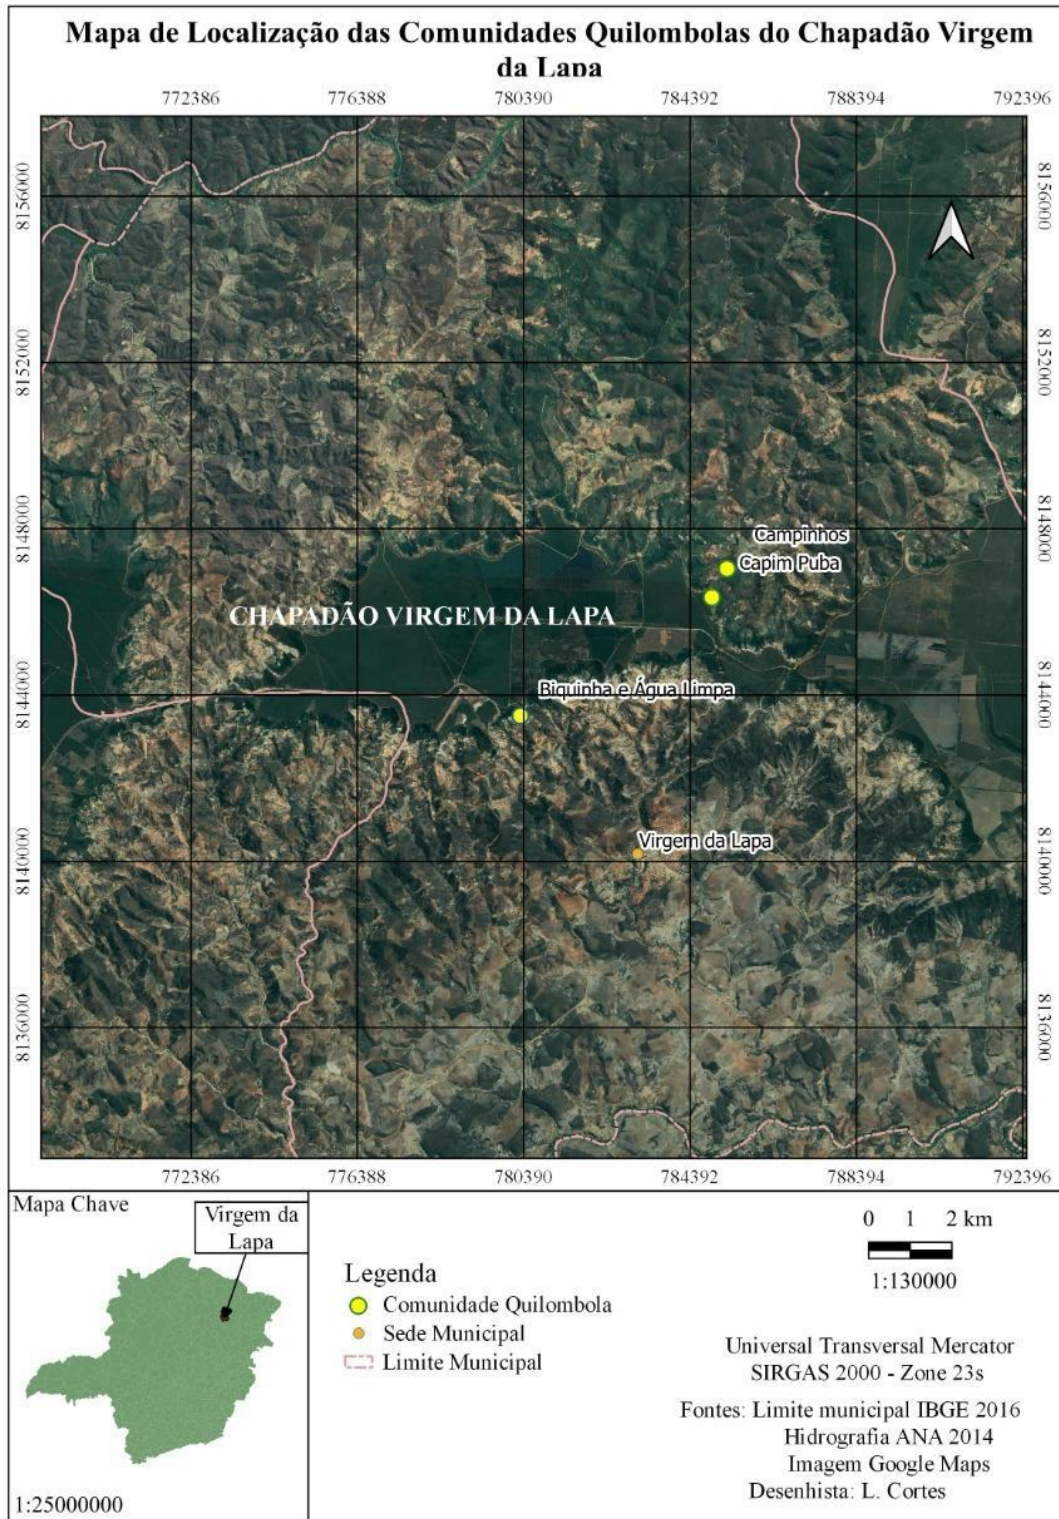 Mapa de Localização das Comunidades Quilombolas do Chapadão Virgem
da Lapa
772386 776388 780390 784392 788394 792396
8156000 8156000
8152000 8152000
8148000 8148000
Campinhos
Capim Puba
CHAPADÃO VIRGEM DA LAPA
Biquinha e Água Limpa
8144000 8144000
Virgem da Lapa
8140000 8140000
8136000 8136000
772386 776388 780390 784392 788394 792396
Mapa Chave
Virgem da
Lapa
1:25000000
Legenda
Comunidade Quilombola
Sede Municipal
Limite Municipal
0 1 2 km
1:130000
Universal Transversal Mercator
SIRGAS 2000 - Zone 23s
Fontes: Limite municipal IBGE 2016
Hidrografia ANA 2014
Imagem Google Maps
Desenhista: L. Cortes